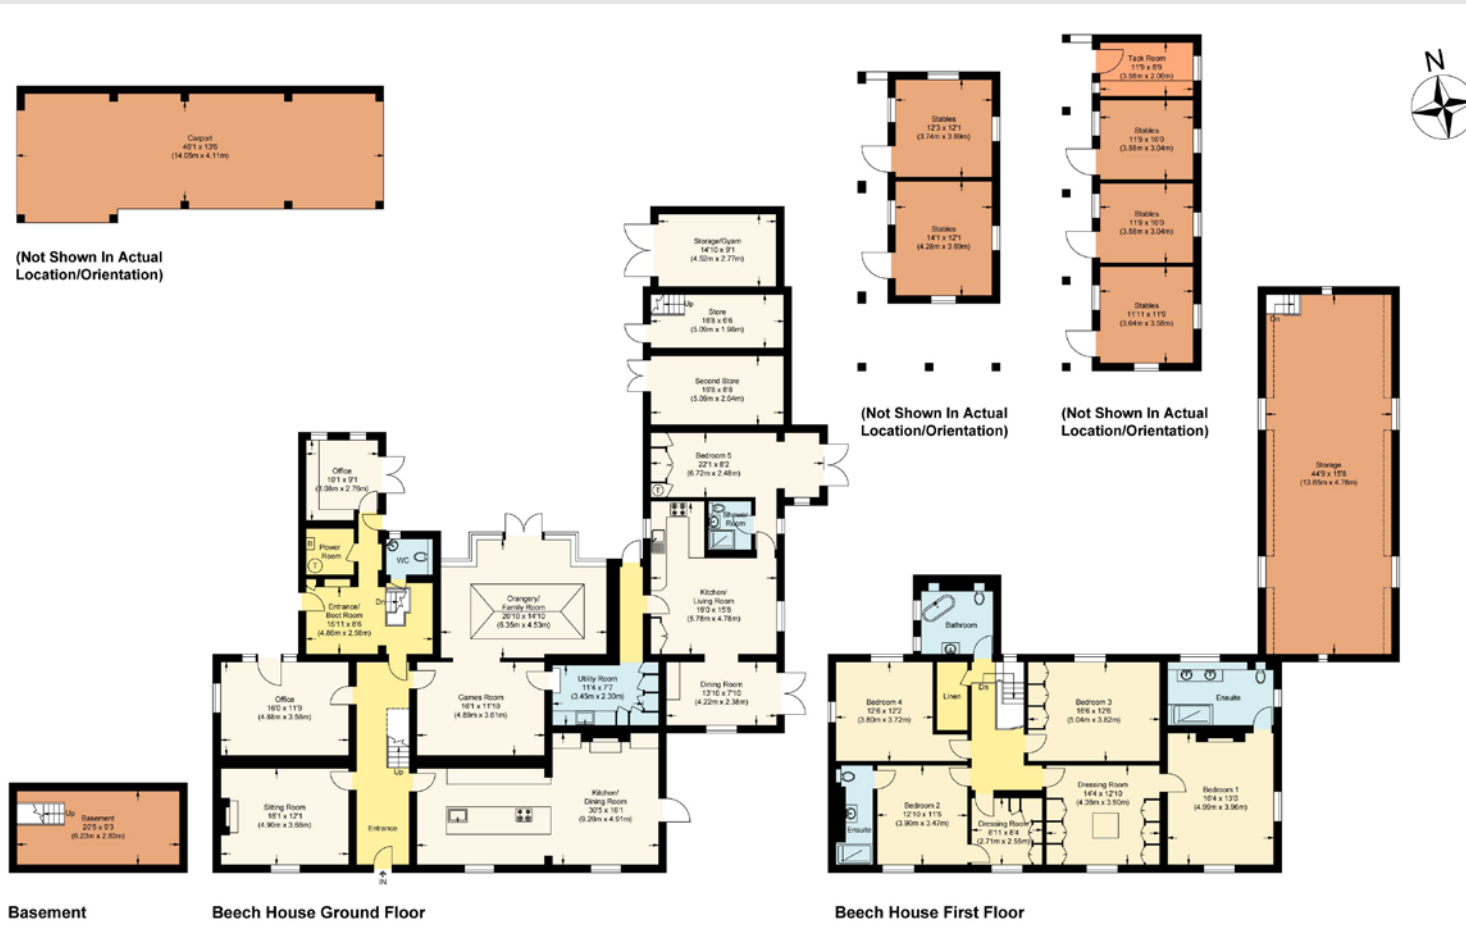 N
Carport
46'1 x 13'6
(14.05m x 4.11m)
(Not Shown In Actual
Location/Orientation)
Stables
12'3 x 12'1
(3.74m x 3.69m)
Stables
14'1 x 12'1
(4.28m x 3.69m)
(Not Shown In Actual
Location/Orientation)
Tack Room
11'9 x 6'9
(3.58m x 2.06m)
Stables
11'9 x 16'0
(3.58m x 3.04m)
Stables
11'9 x 16'0
(3.58m x 3.04m)
Stables
11'11 x 11'9
(3.64m x 3.58m)
(Not Shown In Actual
Location/Orientation)
Dn
Storage
44'9 x 15'8
(13.65m x 4.78m)
Storage/Gyam
14'10 x 9'1
(4.52m x 2.77m)
Up
Store
16'8 x 6'6
(5.09m x 1.98m)
Second Store
16'8 x 8'8
(5.09m x 2.64m)
Bedroom 5
22'1 x 8'2
(6.72m x 2.48m)
T
Shower
Room
Kitchen/
Living Room
19'0 x 15'8
(5.78m x 4.78m)
Dining Room
13'10 x 7'10
(4.22m x 2.38m)
Office
10'1 x 9'1
(3.08m x 2.76m)
B
Power
Room
T
WC
Dn
Entrance/
Boot Room
15'11 x 8'6
(4.86m x 2.58m)
Orangery/
Family Room
20'10 x 14'10
(6.35m x 4.53m)
Office
16'0 x 11'9
(4.88m x 3.58m)
Games Room
16'1 x 11'10
(4.89m x 3.61m)
Utility Room
11'4 x 7'7
(3.45m x 2.30m)
Up
Sitting Room
16'1 x 12'1
(4.90m x 3.68m)
Entrance
IN
Kitchen/
Dining Room
30'5 x 16'1
(9.28m x 4.91m)
Up
Basement
20'5 x 9'3
(6.23m x 2.83m)
Bathroom
Bedroom 4
12'6 x 12'2
(3.80m x 3.72m)
Linen
Dn
Bedroom 3
16'6 x 12'6
(5.04m x 3.82m)
Ensuite
Ensuite
Bedroom 2
12'10 x 11'5
(3.90m x 3.47m)
Dressing Room
8'11 x 8'4
(2.71m x 2.55m)
Dressing Room
14'4 x 12'10
(4.38m x 3.90m)
Bedroom 1
16'4 x 13'0
(4.99m x 3.96m)
Basement
Beech House Ground Floor
Beech House First Floor